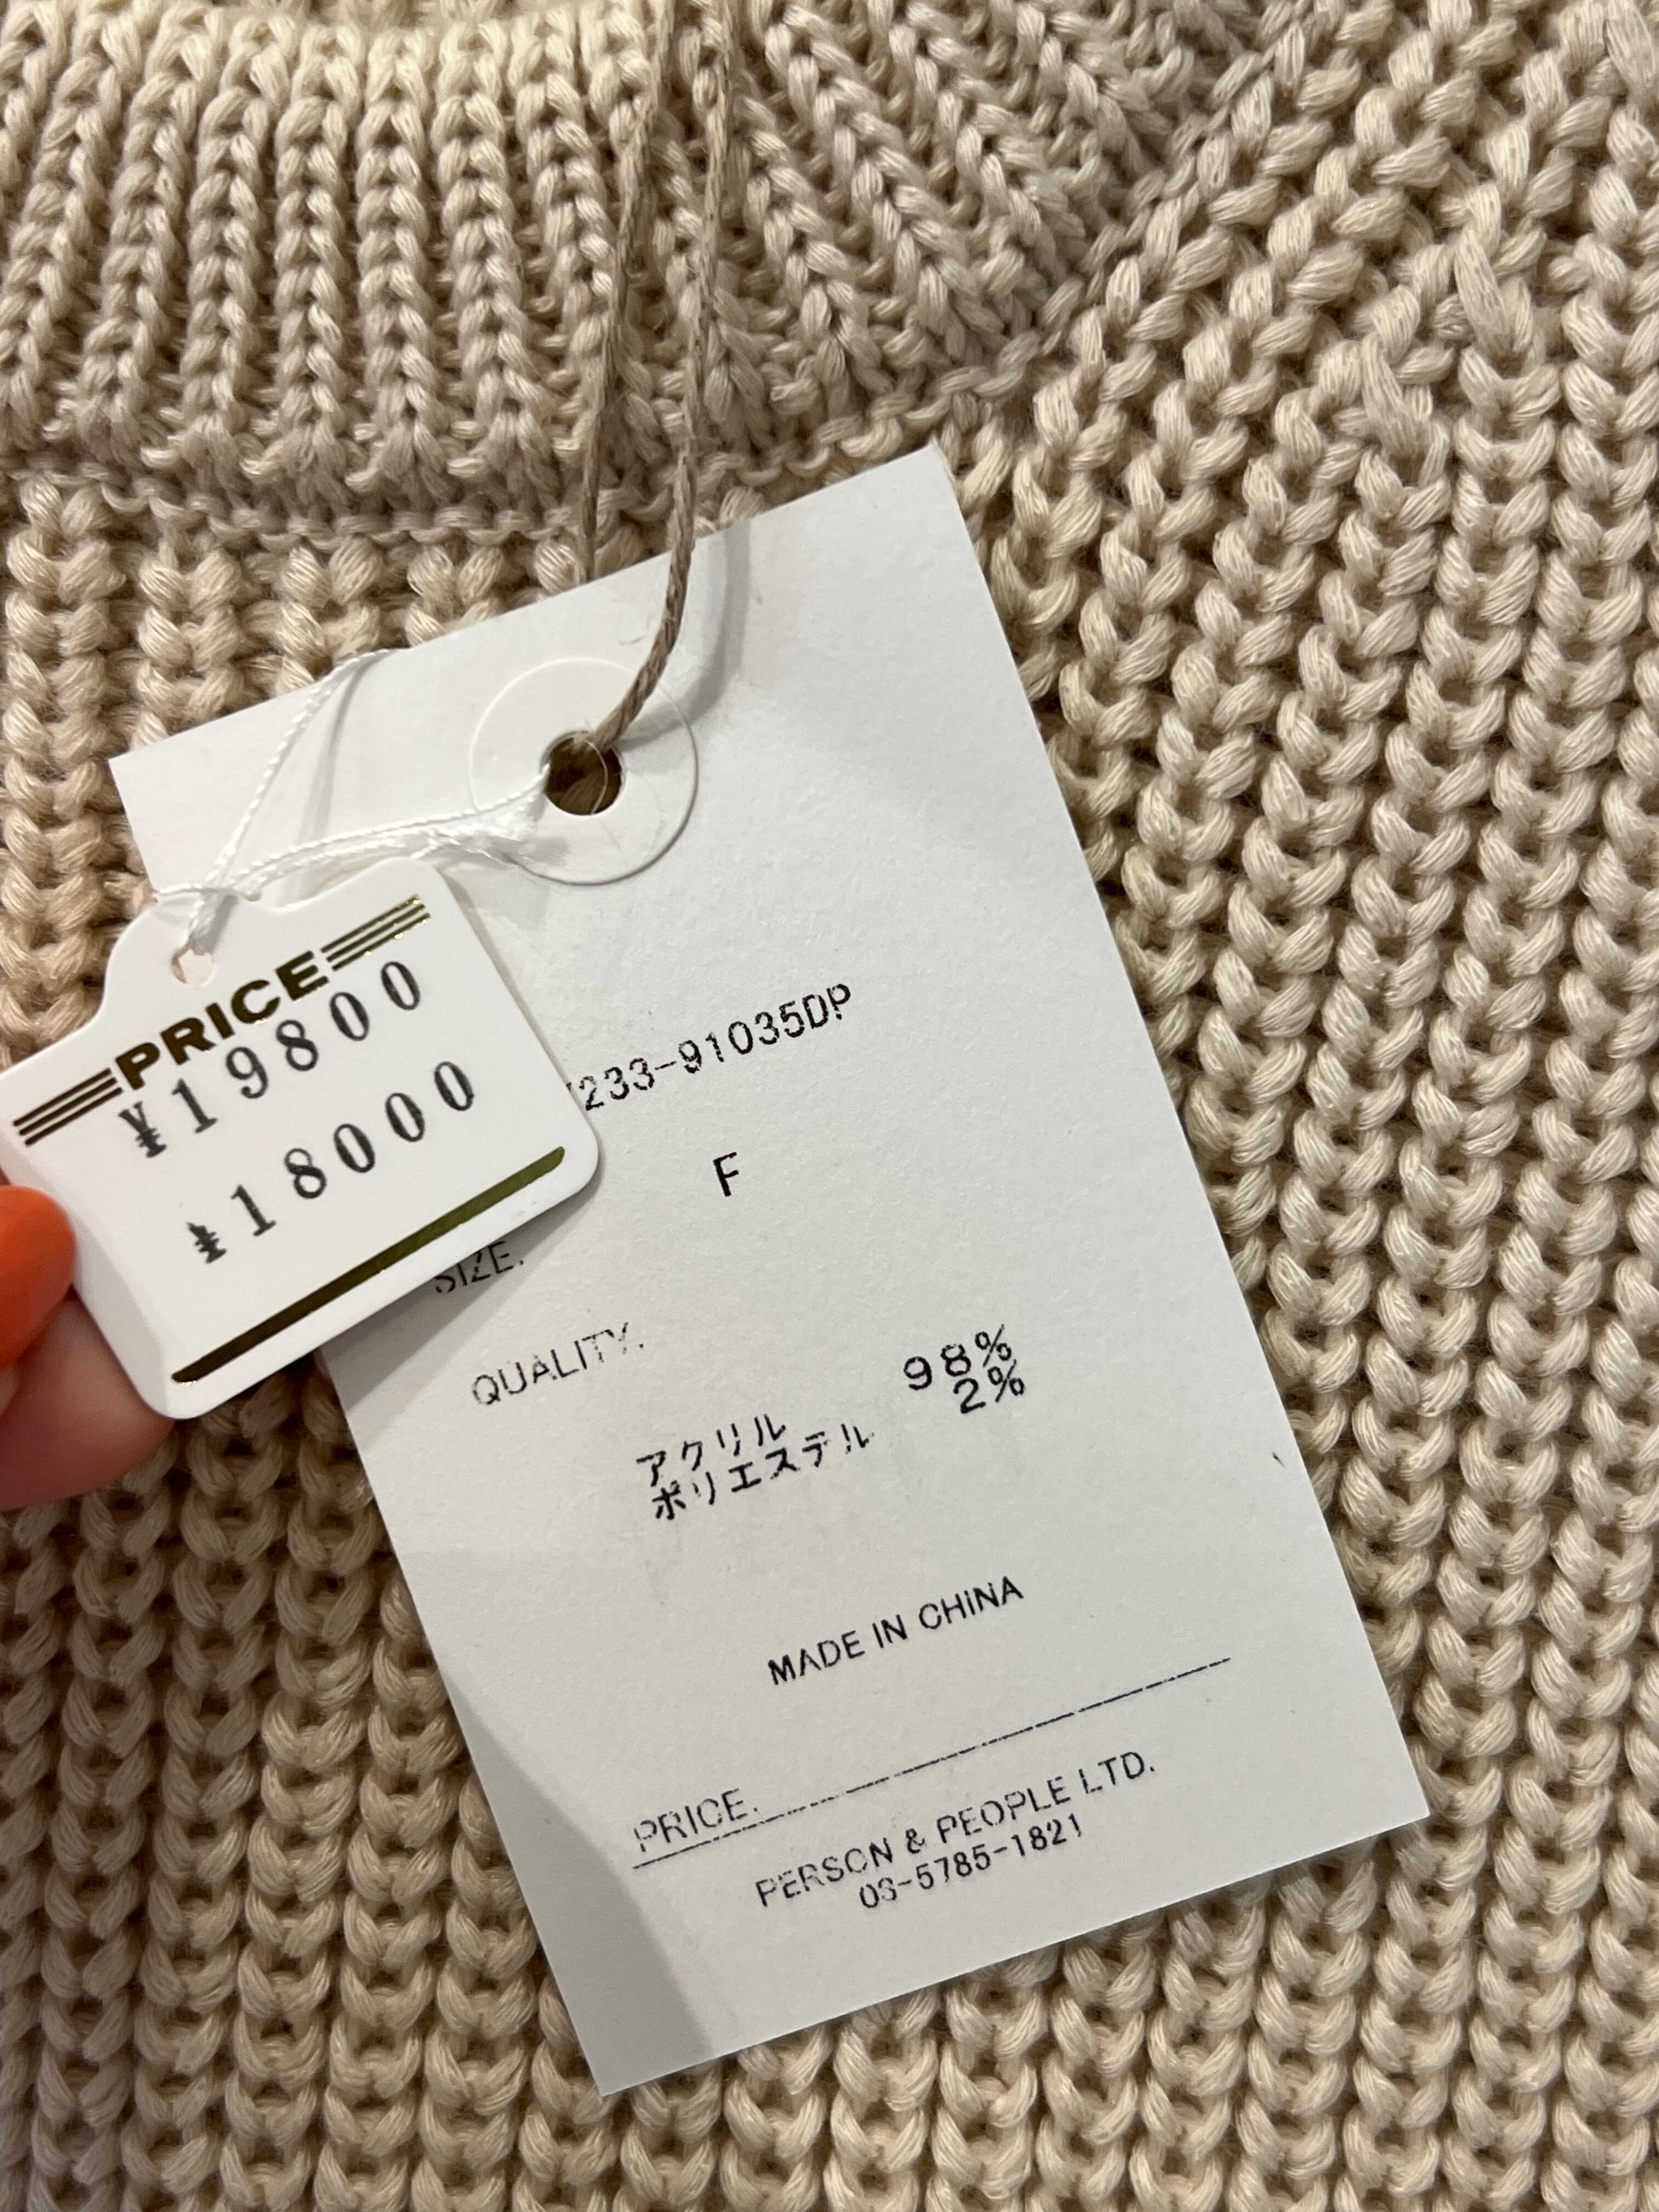 PRICE
¥19800
¥18000
233-91035DP
F
SIZE.
QUALITY.
アクリル 98%
ポリエステル 2%
MADE IN CHINA
PRICE.
PERSON & PEOPLE LTD.
03-5785-1821